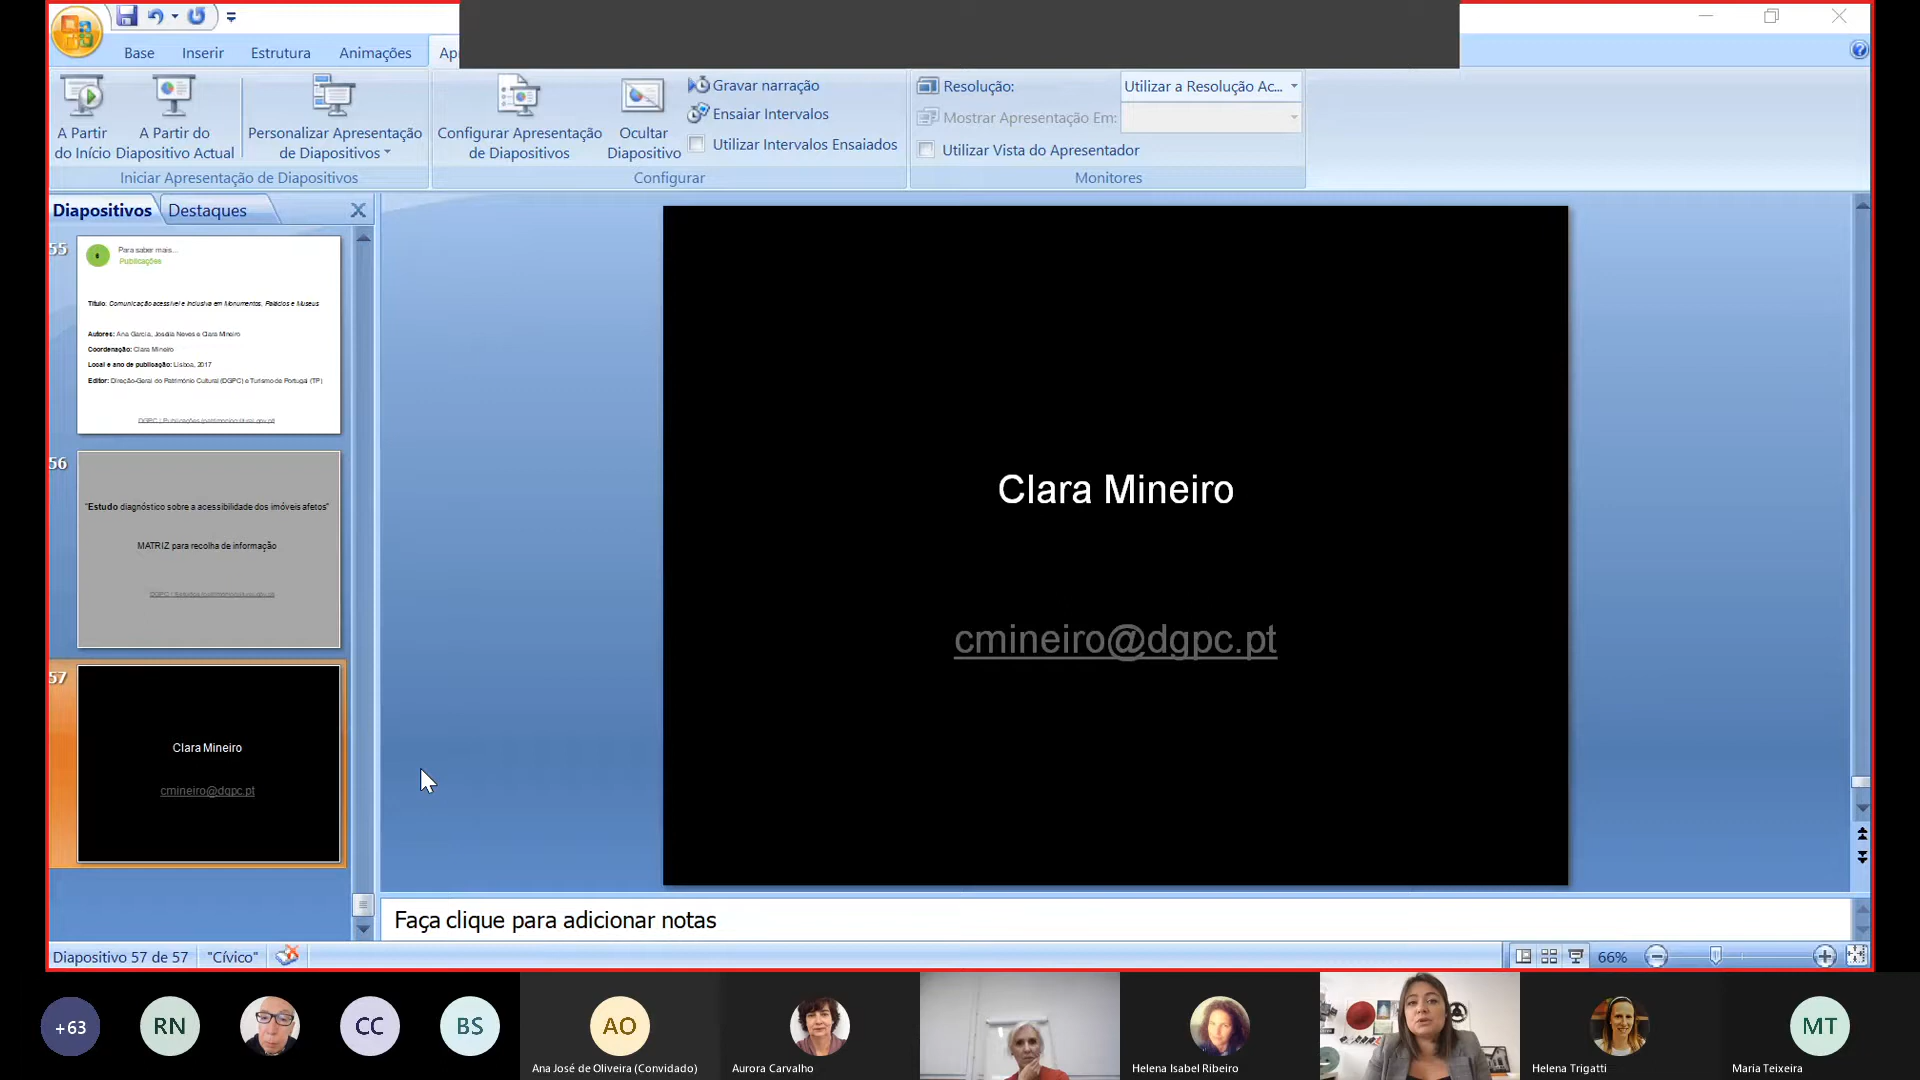 Base
Inserir
Estrutura
Animações
Ap
A Partir
do Início
A Partir do
Diapositivo Actual
Personalizar Apresentação
de Diapositivos
Iniciar Apresentação de Diapositivos
Configurar Apresentação
de Diapositivos
Ocultar
Diapositivo
Gravar narração
Ensaiar Intervalos
Utilizar Intervalos Ensaiados
Configurar
Resolução:
Utilizar a Resolução Ac...
Mostrar Apresentação Em:
Utilizar Vista do Apresentador
Monitores
Diapositivos
Destaques
55
Para saber mais...
Publicações
Título: Comunicação acessível e Inclusiva em Monumentos, Palácios e Museus
Autores: Ana Garcia, Josélia Neves e Clara Mineiro
Coordenação: Clara Mineiro
Local e ano de publicação: Lisboa, 2017
Editor: Direção-Geral do Património Cultural (DGPC) e Turismo de Portugal (TP)
DGPC | Publicações (patrimoniocultural.gov.pt)
56
"Estudo diagnóstico sobre a acessibilidade dos imóveis afetos"
MATRIZ para recolha de informação
57
Clara Mineiro
cmineiro@dgpc.pt
Clara Mineiro
cmineiro@dgpc.pt
Faça clique para adicionar notas
Diapositivo 57 de 57
"Cívico"
66%
+63
RN
CC
BS
AO
Ana José de Oliveira (Convidado)
Aurora Carvalho
Helena Isabel Ribeiro
Helena Trigatti
MT
Maria Teixeira